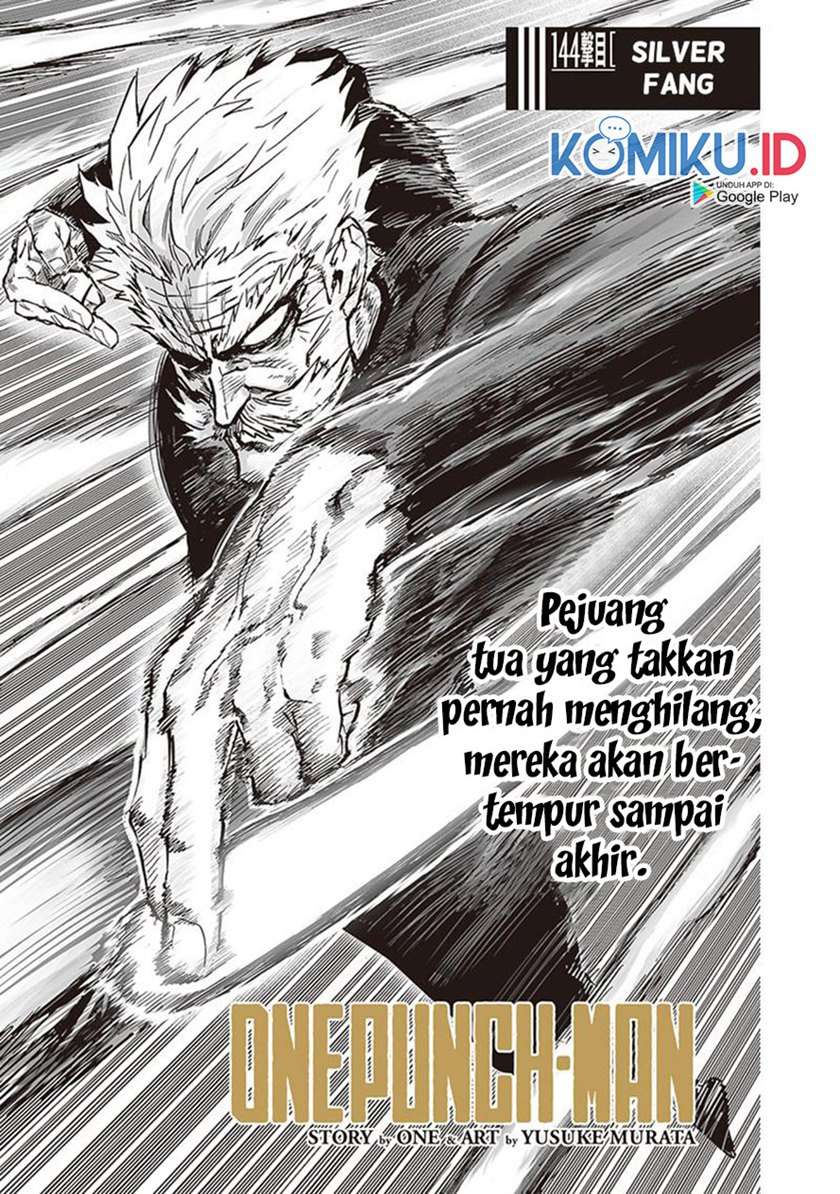 144撃目[
SILVER
FANG
KOMIKU.ID
UNDUH APP DI:
Google Play
Pejuang
tua yang takkan
pernah menghilang,
mereka akan ber-
tempur sampai
akhir.
ONEPUNCH-MAN
STORY by ONE & ART by YUSUKE MURATA